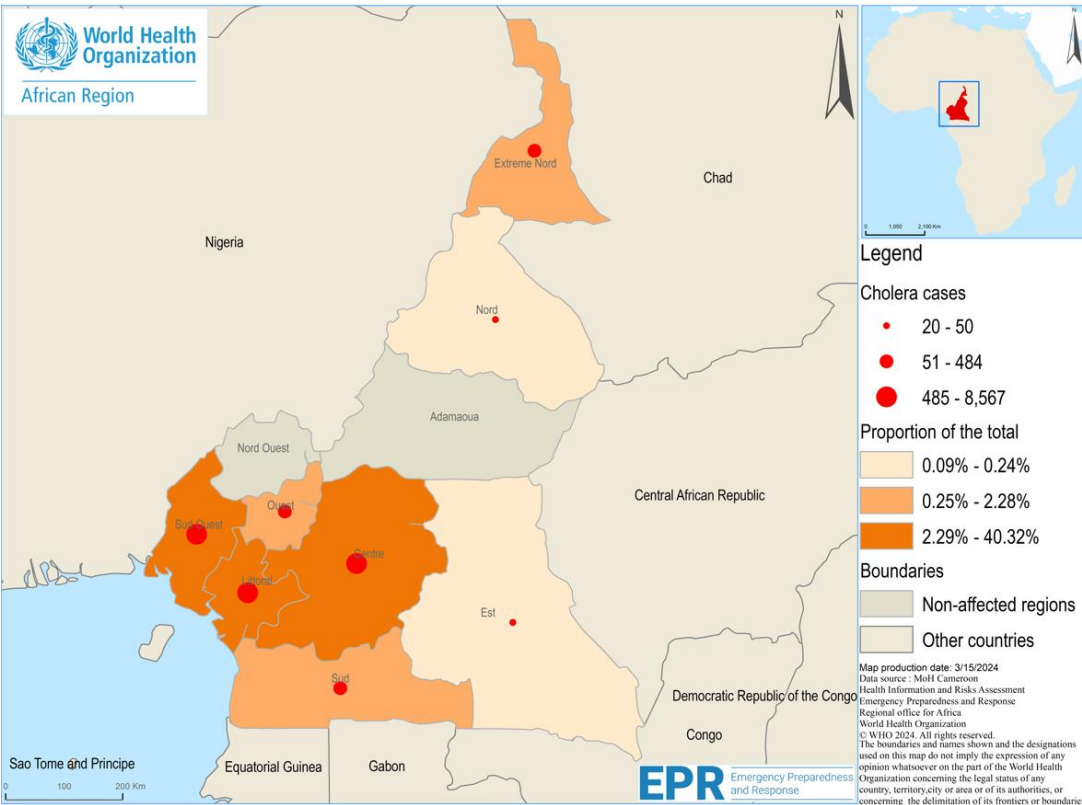 World Health
Organization
African Region
N
Extreme Nord
Chad
Nigeria
Nord
Adamaoua
Nord Ouest
Central African Republic
Ouest
Sud Ouest
Centre
Littoral
Est
Sud
Democratic Republic of the Congo
Congo
Sao Tome and Principe
Equatorial Guinea
Gabon
0 100 200 Km
EPR
Emergency Preparedness
and Response
N
0 1,050 2,100 Km
Legend
Cholera cases
20 - 50
51 - 484
485 - 8,567
Proportion of the total
0.09% - 0.24%
0.25% - 2.28%
2.29% - 40.32%
Boundaries
Non-affected regions
Other countries
Map production date: 3/15/2024
Data source : MoH Cameroon
Health Information and Risks Assessment
Emergency Preparedness and Response
Regional office for Africa
World Health Organization
© WHO 2024. All rights reserved.
The boundaries and names shown and the designations
used on this map do not imply the expression of any
opinion whatsoever on the part of the World Health
Organization concerning the legal status of any
country, territory,city or area or of its authorities, or
concerning the delimitation of its frontiers or boundarie